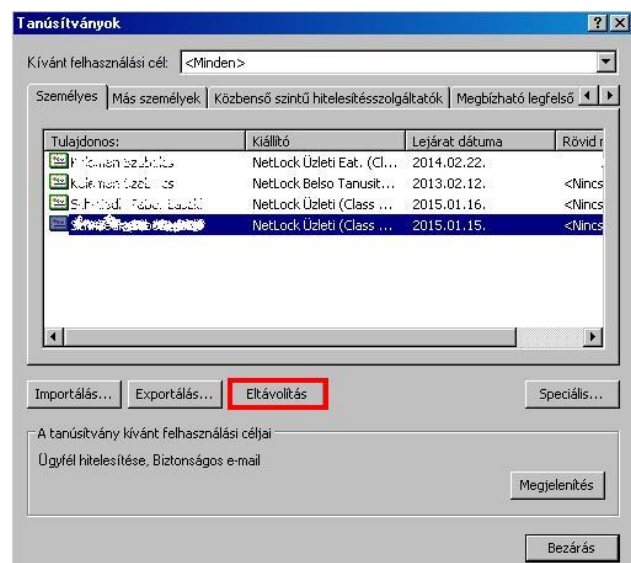 Tanúsítványok
Kívánt felhasználási cél: <Minden>
Személyes Más személyek Közbenső szintű hitelesítésszolgáltatók Megbízható legfelső
Tulajdonos: Kiállító Lejárat dátuma Rövid
NetLock Üzleti Eat. (Cl... 2014.02.22.
NetLock Belso Tanusit... 2013.02.12. <Nincs
NetLock Üzleti (Class ... 2015.01.16. <Nincs
NetLock Üzleti (Class ... 2015.01.15. <Nincs
Importálás... Exportálás... Eltávolítás Speciális...
A tanúsítvány kívánt felhasználási céljai
Ügyfél hitelesítése, Biztonságos e-mail
Megjelenítés
Bezárás